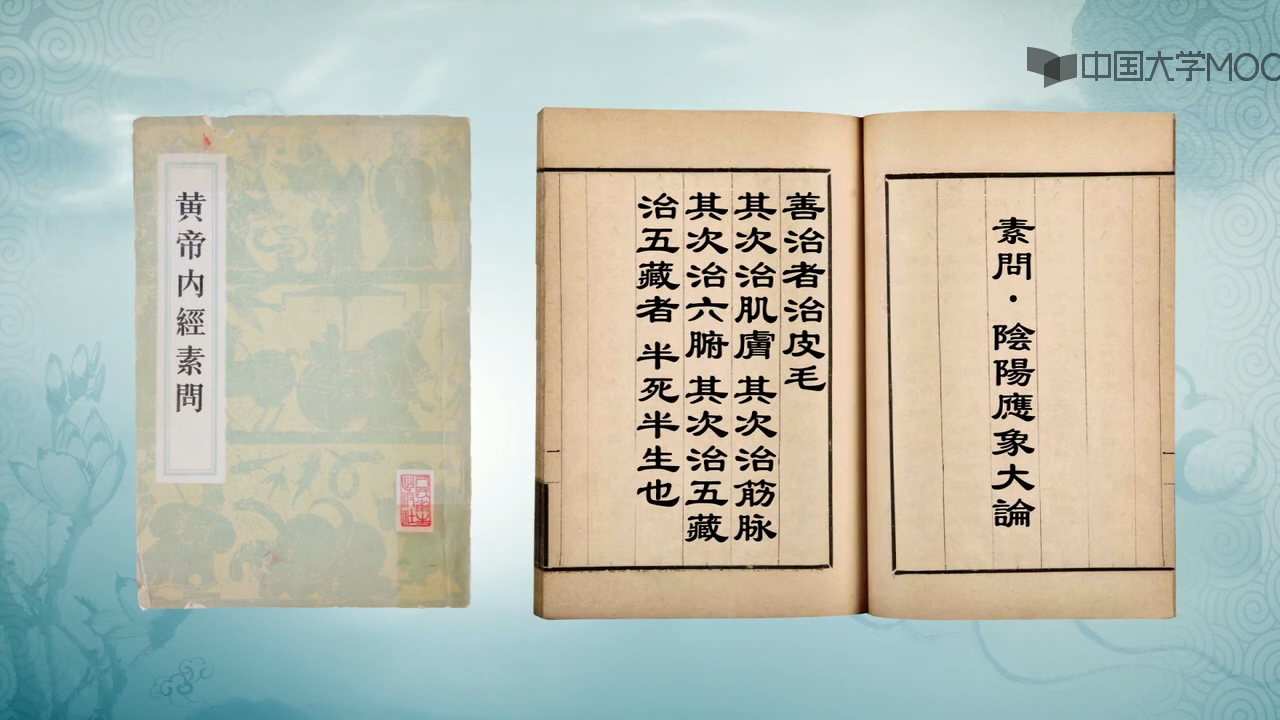 中国大学MOO
黄帝内經素問
素問·陰陽應象大論
善治者治皮毛
其次治肌膚 其次治筋脉
其次治六腑 其次治五藏
治五藏者 半死半生也